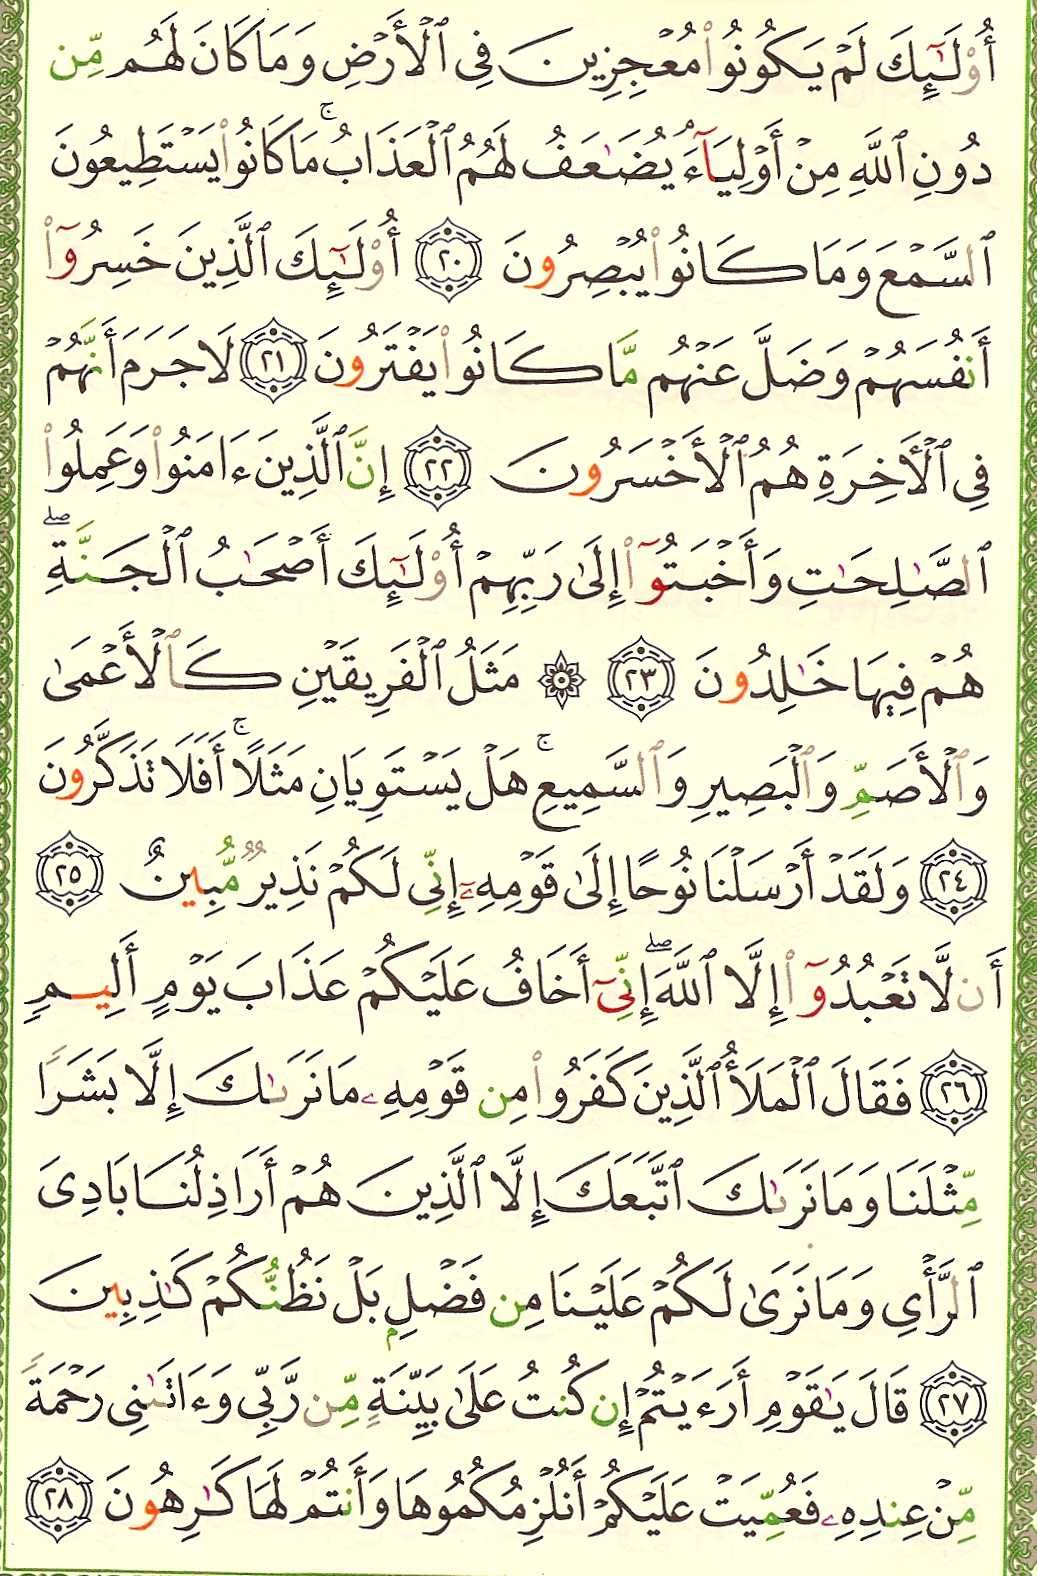 أُو۟لَـٰٓئِكَ لَمْ يَكُونُوا۟ مُعْجِزِينَ فِى ٱلْأَرْضِ وَمَا كَانَ لَهُم مِّن
دُونِ ٱللَّهِ مِنْ أَوْلِيَآءَ ۘ يُضَـٰعَفُ لَهُمُ ٱلْعَذَابُ ۚ مَا كَانُوا۟ يَسْتَطِيعُونَ
ٱلسَّمْعَ وَمَا كَانُوا۟ يُبْصِرُونَ ٢٠ أُو۟لَـٰٓئِكَ ٱلَّذِينَ خَسِرُوٓا۟
أَنفُسَهُمْ وَضَلَّ عَنْهُم مَّا كَانُوا۟ يَفْتَرُونَ ٢١ لَا جَرَمَ أَنَّهُمْ
فِى ٱلْـَٔاخِرَةِ هُمُ ٱلْأَخْسَرُونَ ٢٢ إِنَّ ٱلَّذِينَ ءَامَنُوا۟ وَعَمِلُوا۟
ٱلصَّـٰلِحَـٰتِ وَأَخْبَتُوٓا۟ إِلَىٰ رَبِّهِمْ أُو۟لَـٰٓئِكَ أَصْحَـٰبُ ٱلْجَنَّةِ ۖ
هُمْ فِيهَا خَـٰلِدُونَ ٢٣ ۞ مَثَلُ ٱلْفَرِيقَيْنِ كَٱلْأَعْمَىٰ
وَٱلْأَصَمِّ وَٱلْبَصِيرِ وَٱلسَّمِيعِ ۚ هَلْ يَسْتَوِيَانِ مَثَلًا ۚ أَفَلَا تَذَكَّرُونَ
٢٤ وَلَقَدْ أَرْسَلْنَا نُوحًا إِلَىٰ قَوْمِهِۦٓ إِنِّى لَكُمْ نَذِيرٌ مُّبِينٌ ٢٥
أَن لَّا تَعْبُدُوٓا۟ إِلَّا ٱللَّهَ ۖ إِنِّىٓ أَخَافُ عَلَيْكُمْ عَذَابَ يَوْمٍ أَلِيمٍ
٢٦ فَقَالَ ٱلْمَلَأُ ٱلَّذِينَ كَفَرُوا۟ مِن قَوْمِهِۦ مَا نَرَىٰكَ إِلَّا بَشَرًا
مِّثْلَنَا وَمَا نَرَىٰكَ ٱتَّبَعَكَ إِلَّا ٱلَّذِينَ هُمْ أَرَاذِلُنَا بَادِىَ
ٱلرَّأْىِ وَمَا نَرَىٰ لَكُمْ عَلَيْنَا مِن فَضْلٍۭ بَلْ نَظُنُّكُمْ كَـٰذِبِينَ
٢٧ قَالَ يَـٰقَوْمِ أَرَءَيْتُمْ إِن كُنتُ عَلَىٰ بَيِّنَةٍ مِّن رَّبِّى وَءَاتَىٰنِى رَحْمَةً
مِّنْ عِندِهِۦ فَعُمِّيَتْ عَلَيْكُمْ أَنُلْزِمُكُمُوهَا وَأَنتُمْ لَهَا كَـٰرِهُونَ ٢٨